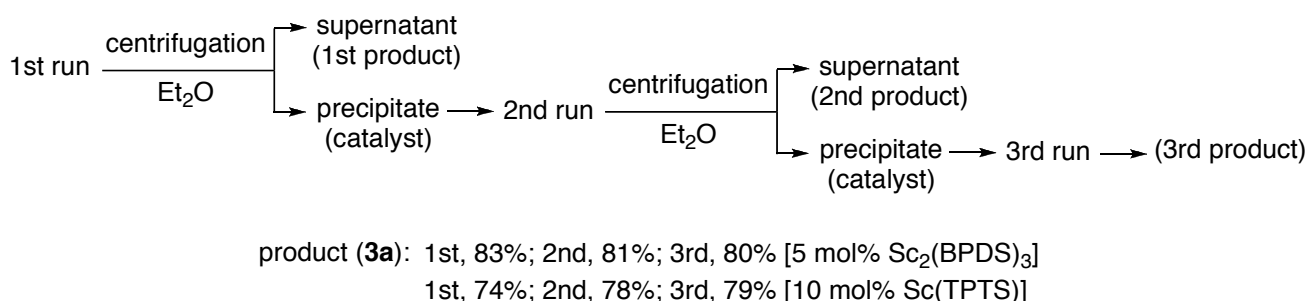 1st run
centrifugation
Et₂O
supernatant
(1st product)
precipitate
(catalyst)
2nd run
centrifugation
Et₂O
supernatant
(2nd product)
precipitate
(catalyst)
3rd run
(3rd product)
product (3a): 1st, 83%; 2nd, 81%; 3rd, 80% [5 mol% Sc₂(BPDS)₃]
1st, 74%; 2nd, 78%; 3rd, 79% [10 mol% Sc(TPTS)]